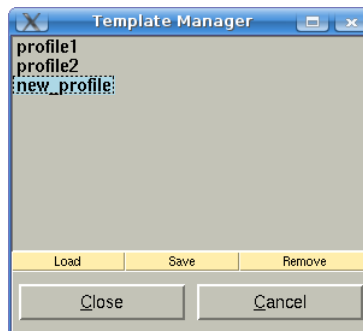 Template Manager
profile1
profile2
new_profile
Load Save Remove
Close Cancel